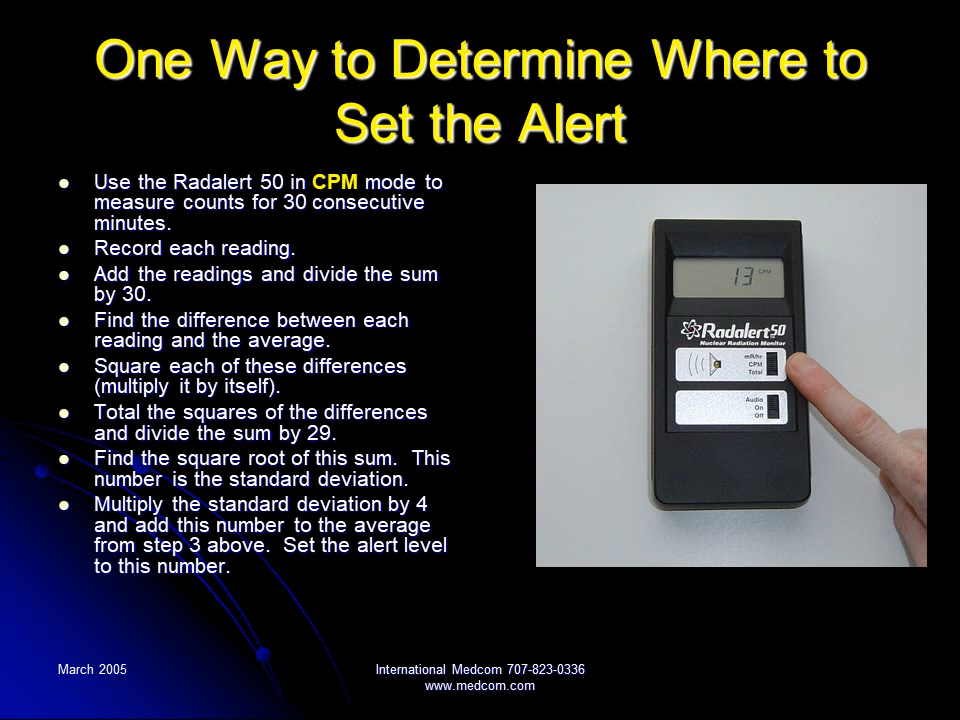 One Way to Determine Where to
Set the Alert
Use the Radalert 50 in CPM mode to
measure counts for 30 consecutive
minutes.
Record each reading.
Add the readings and divide the sum
by 30.
Find the difference between each
reading and the average.
Square each of these differences
(multiply it by itself).
Total the squares of the differences
and divide the sum by 29.
Find the square root of this sum. This
number is the standard deviation.
Multiply the standard deviation by 4
and add this number to the average
from step 3 above. Set the alert level
to this number.
13 CPM
Radalert50
Nuclear Radiation Monitor
mR/hr
CPM
Total
Audio
On
Off
March 2005
International Medcom 707-823-0336
www.medcom.com